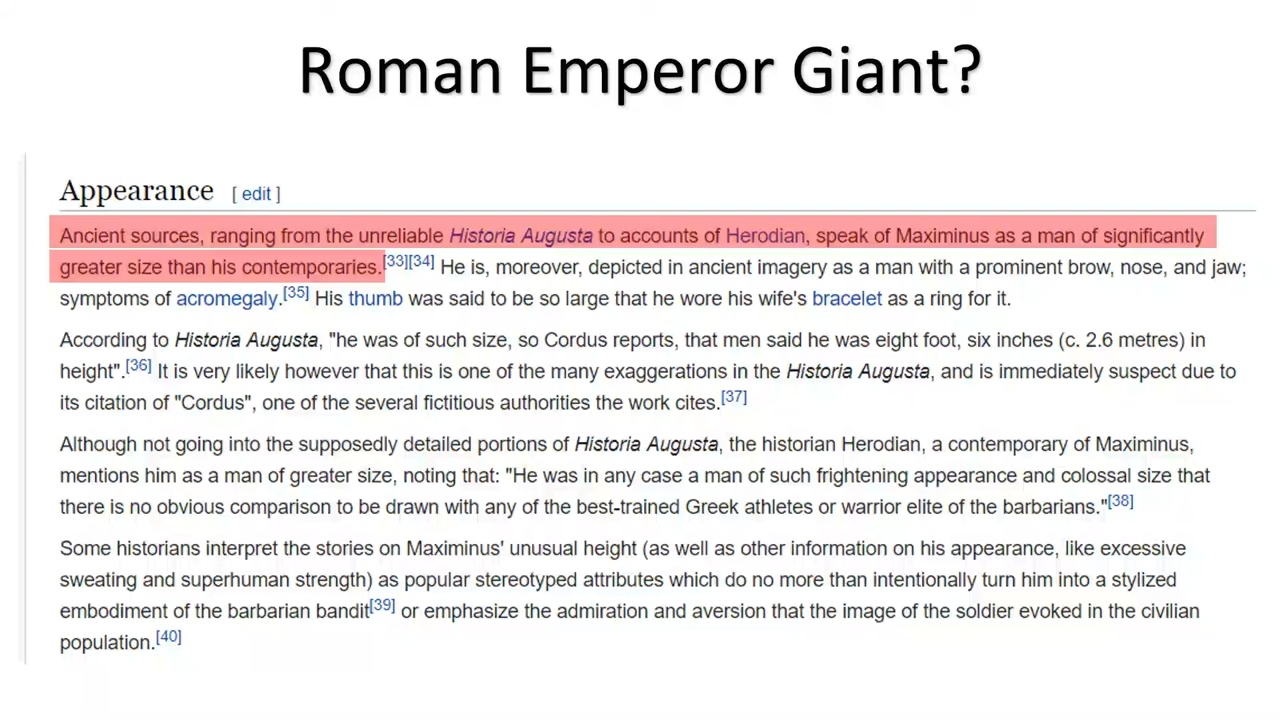 Roman Emperor Giant?
Appearance [ edit ]
Ancient sources, ranging from the unreliable Historia Augusta to accounts of Herodian, speak of Maximinus as a man of significantly
greater size than his contemporaries.[33][34] He is, moreover, depicted in ancient imagery as a man with a prominent brow, nose, and jaw;
symptoms of acromegaly.[35] His thumb was said to be so large that he wore his wife's bracelet as a ring for it.
According to Historia Augusta, "he was of such size, so Cordus reports, that men said he was eight foot, six inches (c. 2.6 metres) in
height".[36] It is very likely however that this is one of the many exaggerations in the Historia Augusta, and is immediately suspect due to
its citation of "Cordus", one of the several fictitious authorities the work cites.[37]
Although not going into the supposedly detailed portions of Historia Augusta, the historian Herodian, a contemporary of Maximinus,
mentions him as a man of greater size, noting that: "He was in any case a man of such frightening appearance and colossal size that
there is no obvious comparison to be drawn with any of the best-trained Greek athletes or warrior elite of the barbarians."[38]
Some historians interpret the stories on Maximinus' unusual height (as well as other information on his appearance, like excessive
sweating and superhuman strength) as popular stereotyped attributes which do no more than intentionally turn him into a stylized
embodiment of the barbarian bandit[39] or emphasize the admiration and aversion that the image of the soldier evoked in the civilian
population.[40]